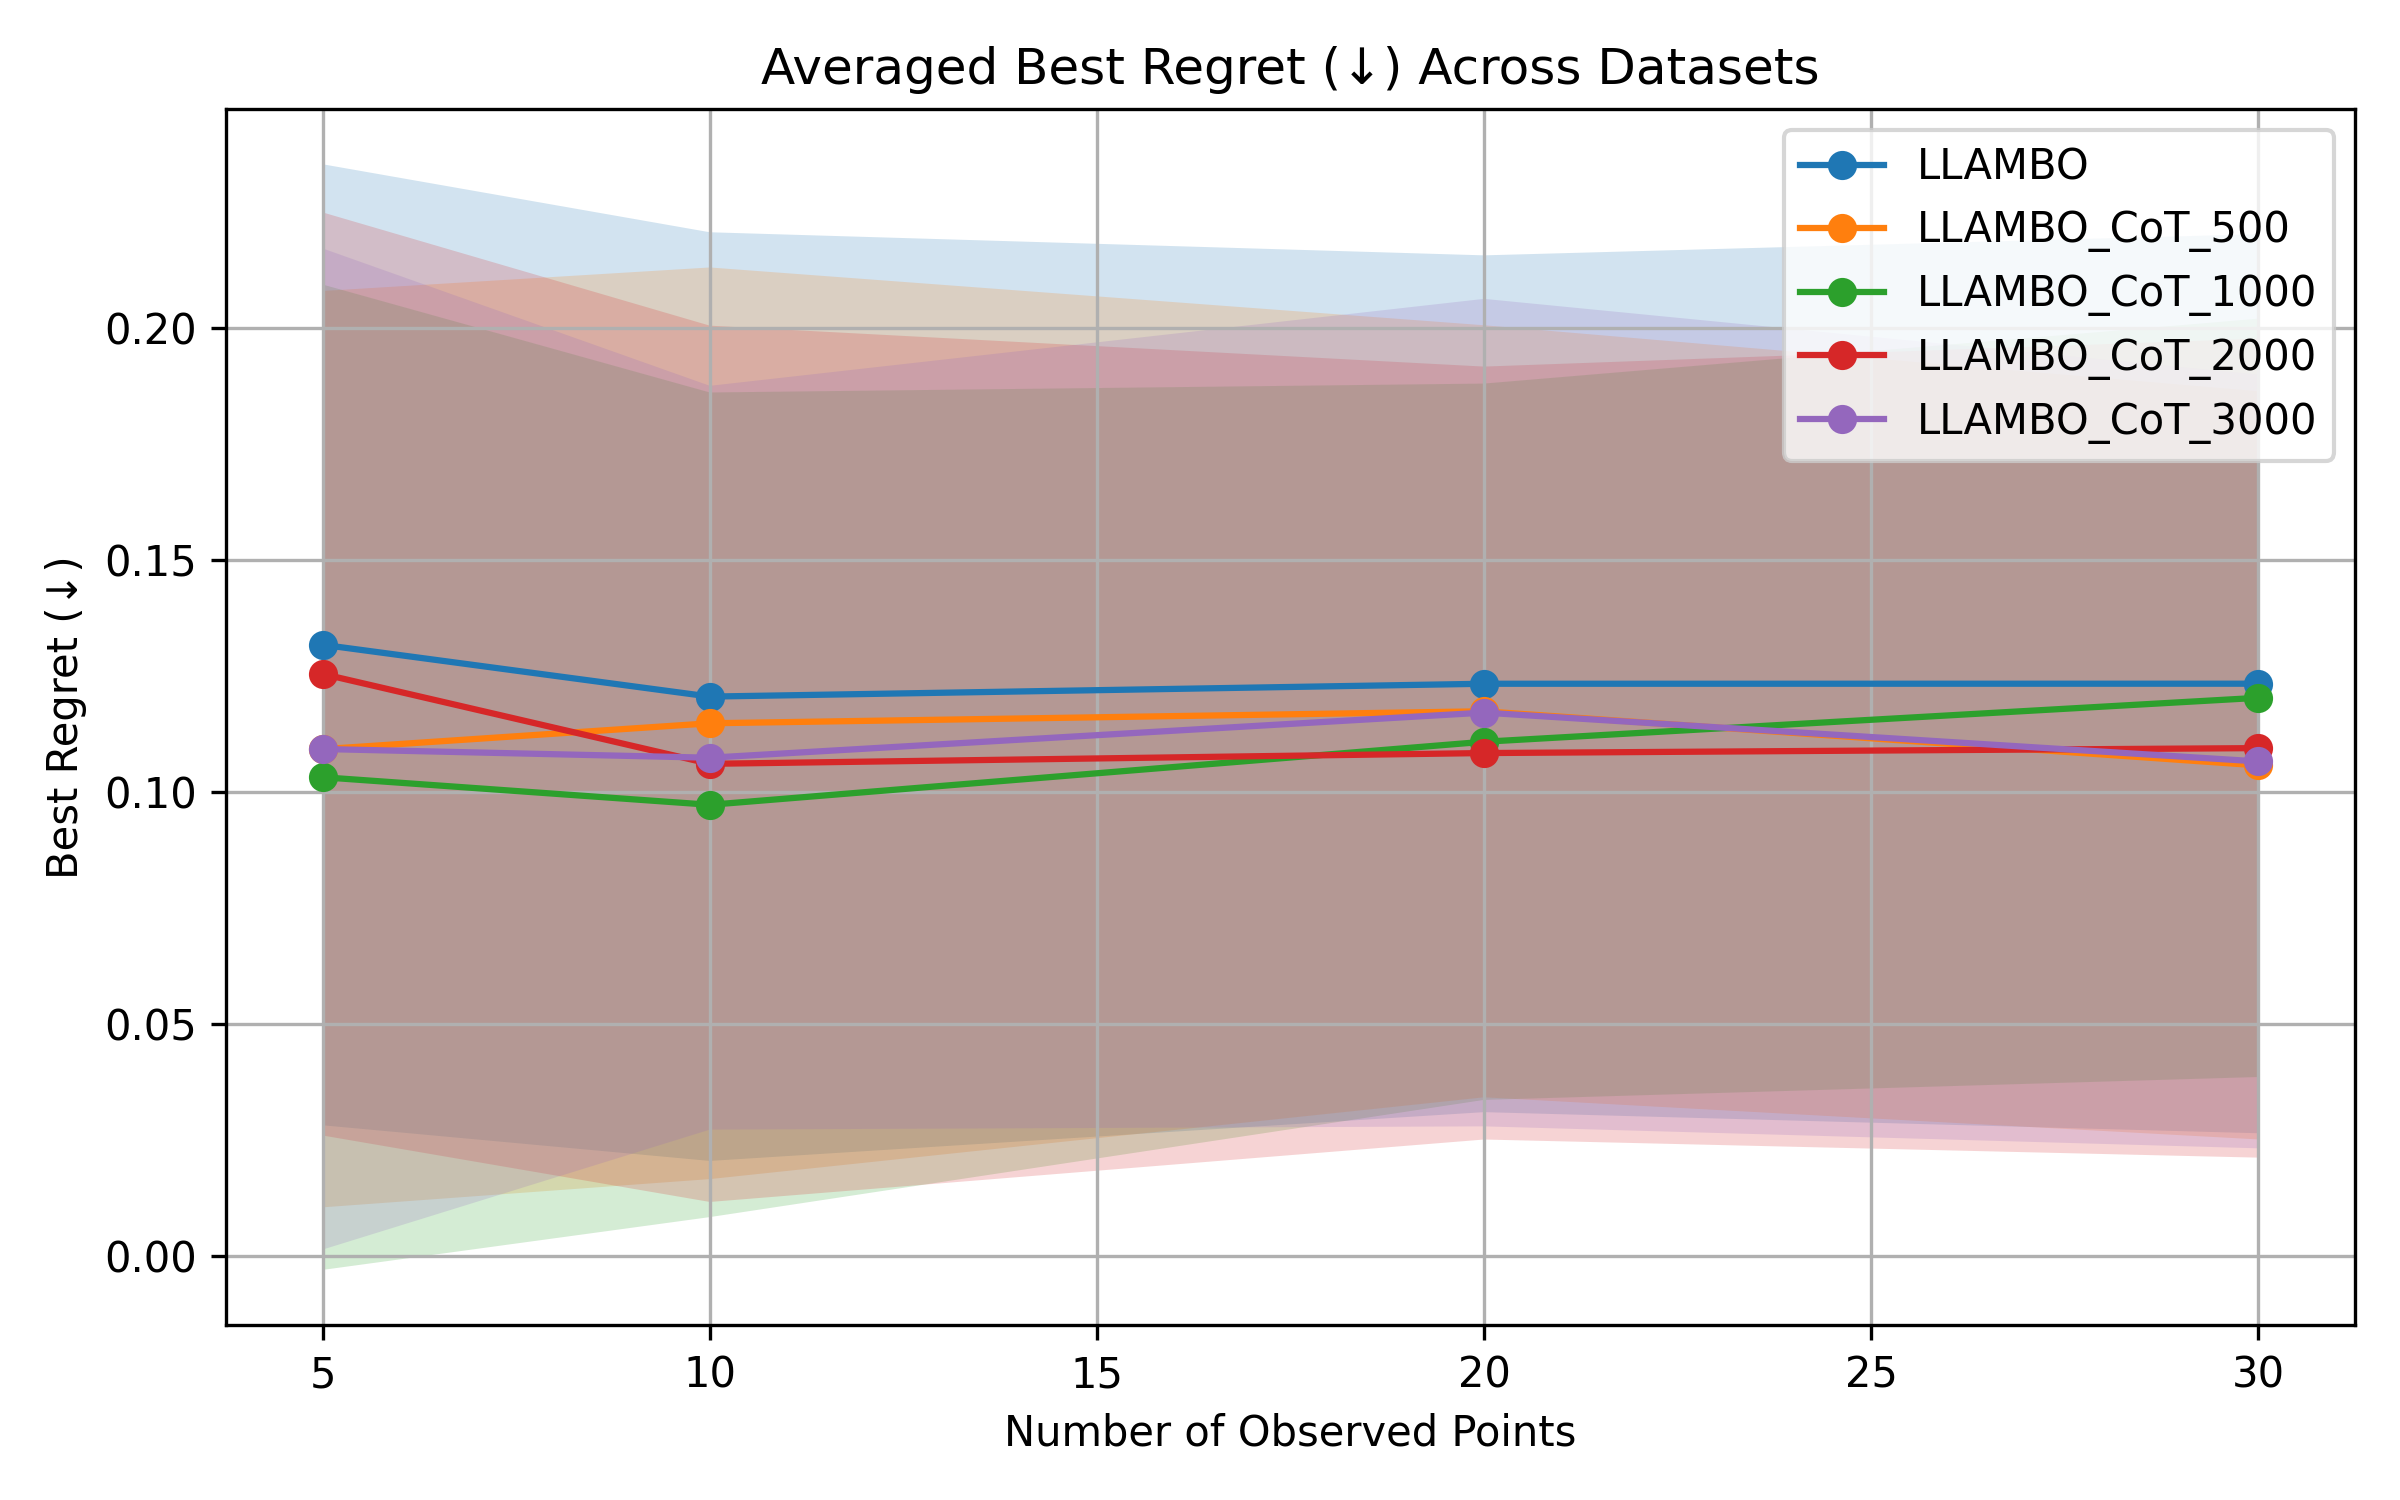 Averaged Best Regret (↓) Across Datasets
LLAMBO
LLAMBO_CoT_500
LLAMBO_CoT_1000
LLAMBO_CoT_2000
LLAMBO_CoT_3000
Best Regret (↓)
0.20
0.15
0.10
0.05
0.00
5 10 15 20 25 30
Number of Observed Points